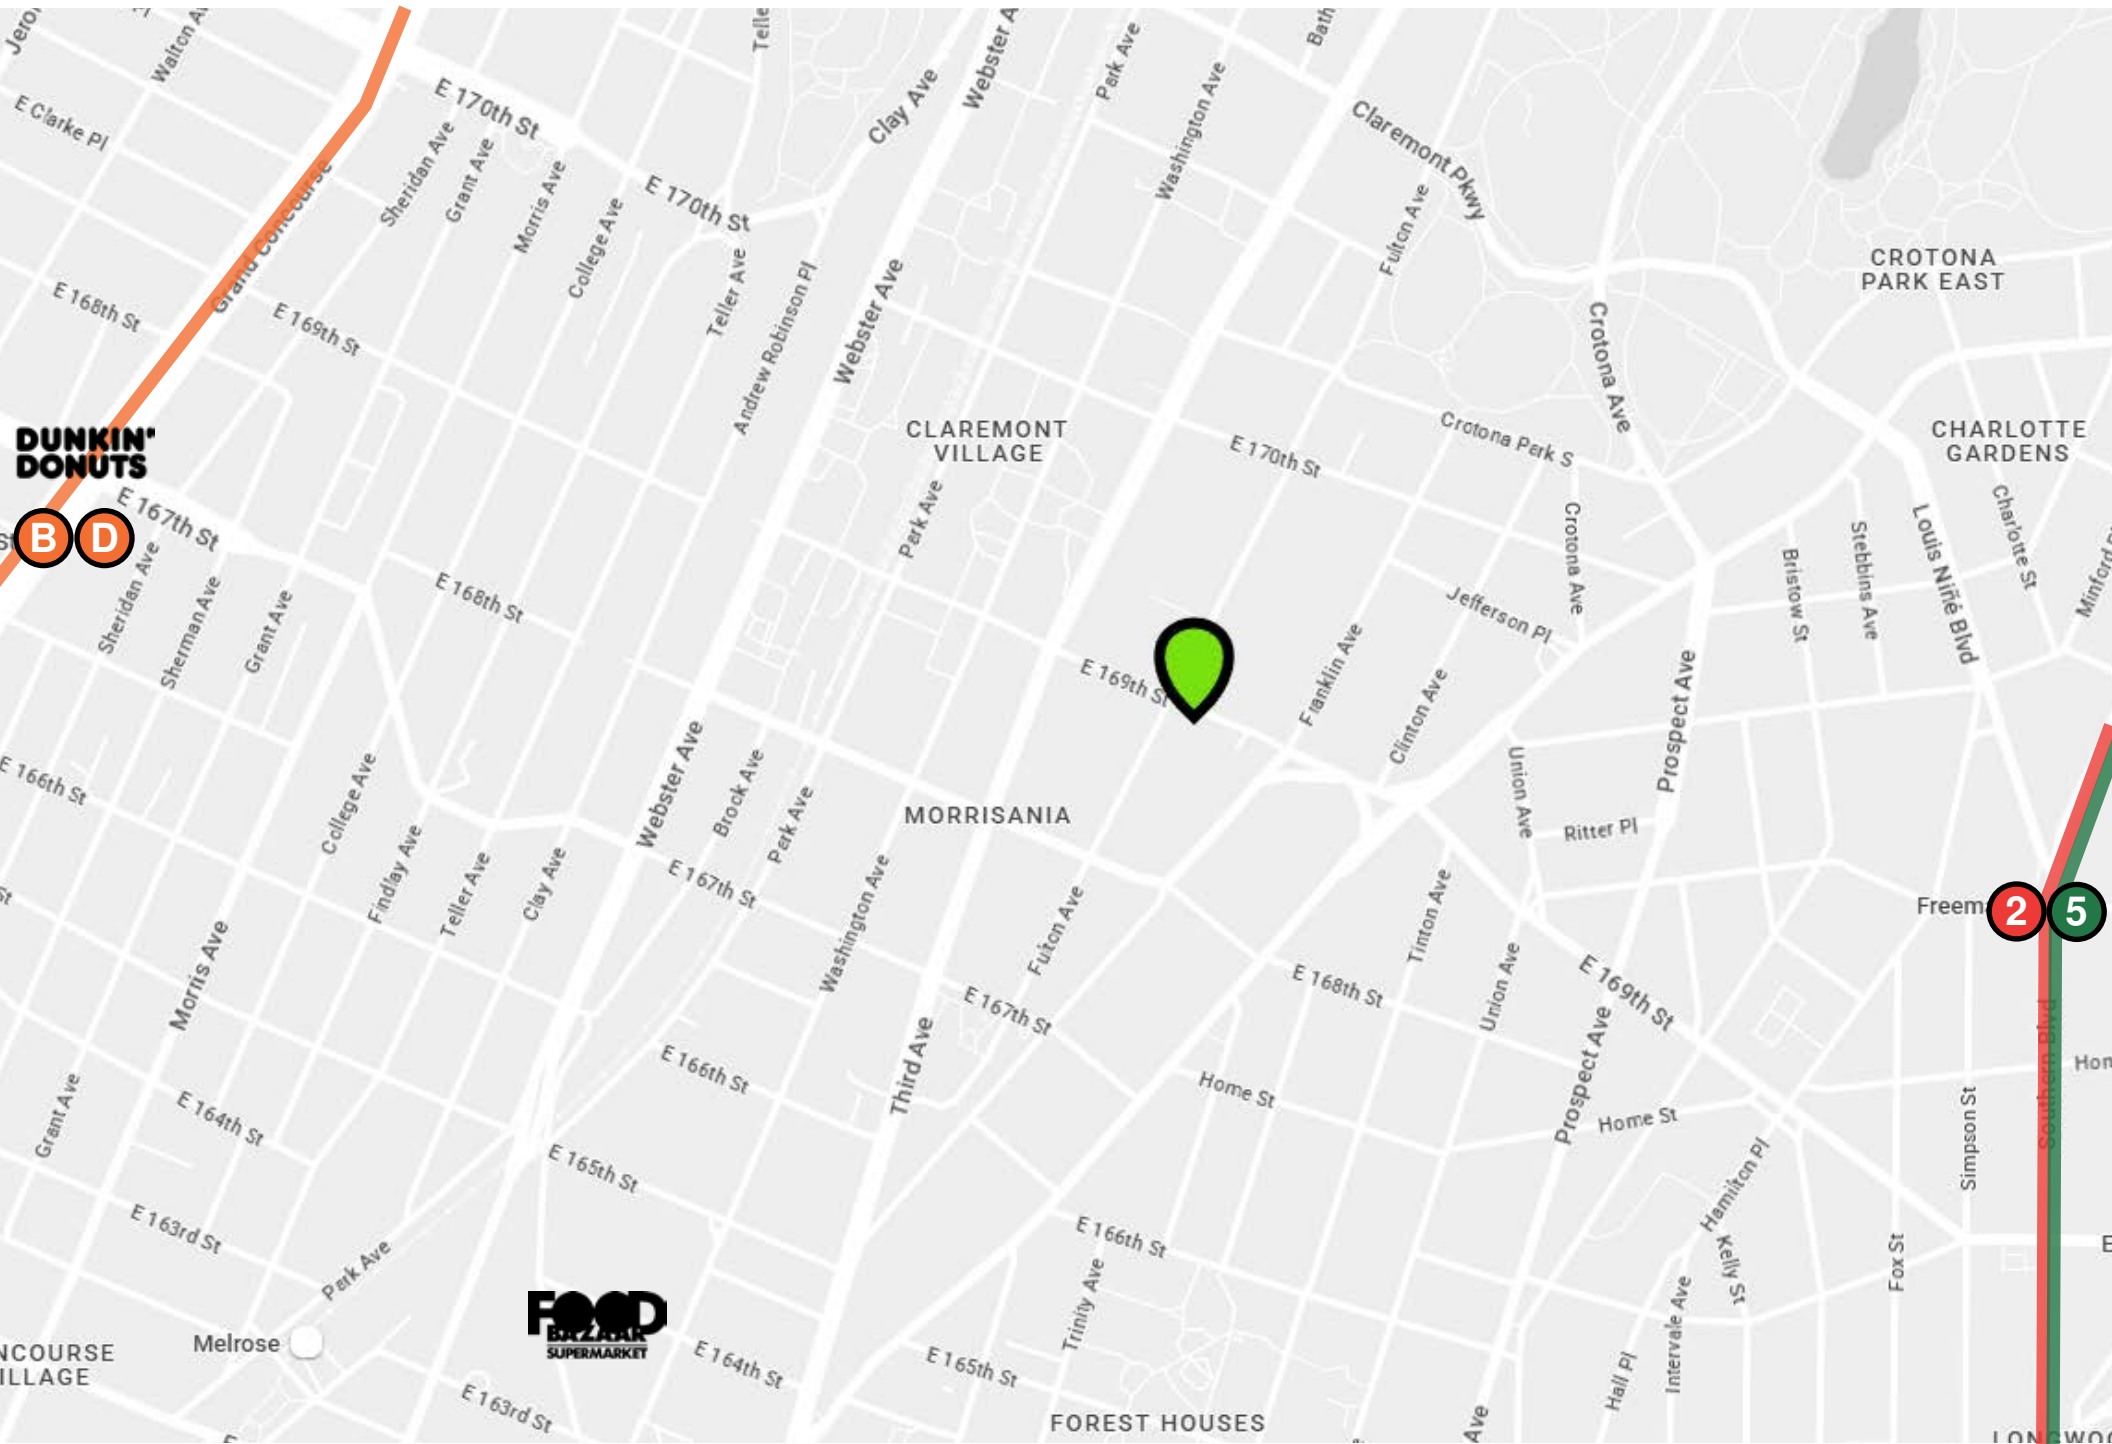 Walton A
Telle
Webster A
Park Ave
Bath
E Clarke Pl
E 170th St
Clay Ave
Washington Ave
Claremont Pkwy
Sheridan Ave
Grant Ave
Morris Ave
College Ave
E 170th St
Fulton Ave
Grand Concourse
CROTONA
PARK EAST
E 168th St
E 169th St
Teller Ave
Andrew Robinson Pl
Webster Ave
Crotona Ave
DUNKIN'
DONUTS
CLAREMONT
VILLAGE
E 170th St
Crotona Park S
CHARLOTTE
GARDENS
E 167th St
St
B
D
Park Ave
Crotona Ave
Bristow St
Stebbins Ave
Louis Niñé Blvd
Charlotte St
Minford P
Sheridan Ave
Sherman Ave
Grant Ave
E 168th St
Jefferson Pl
E 169th St
Franklin Ave
Clinton Ave
Prospect Ave
E 166th St
College Ave
Webster Ave
Brock Ave
Park Ave
MORRISANIA
Union Ave
Ritter Pl
Findlay Ave
Teller Ave
Clay Ave
E 167th St
Washington Ave
Fulton Ave
Tinton Ave
Freem
2
5
St
Morris Ave
E 167th St
E 168th St
Union Ave
E 169th St
Third Ave
E 166th St
Home St
Prospect Ave
Home St
Hom
Southern Blvd
Simpson St
Grant Ave
E 164th St
E 165th St
Hamilton Pl
E 163rd St
Park Ave
E 166th St
Kelly St
Fox St
E
Trinity Ave
Intervale Ave
Hall Pl
Melrose
FOOD
BAZAAR
SUPERMARKET
E 164th St
E 165th St
NCOURSE
ILLAGE
E 163rd St
FOREST HOUSES
Ave
LONGWOO